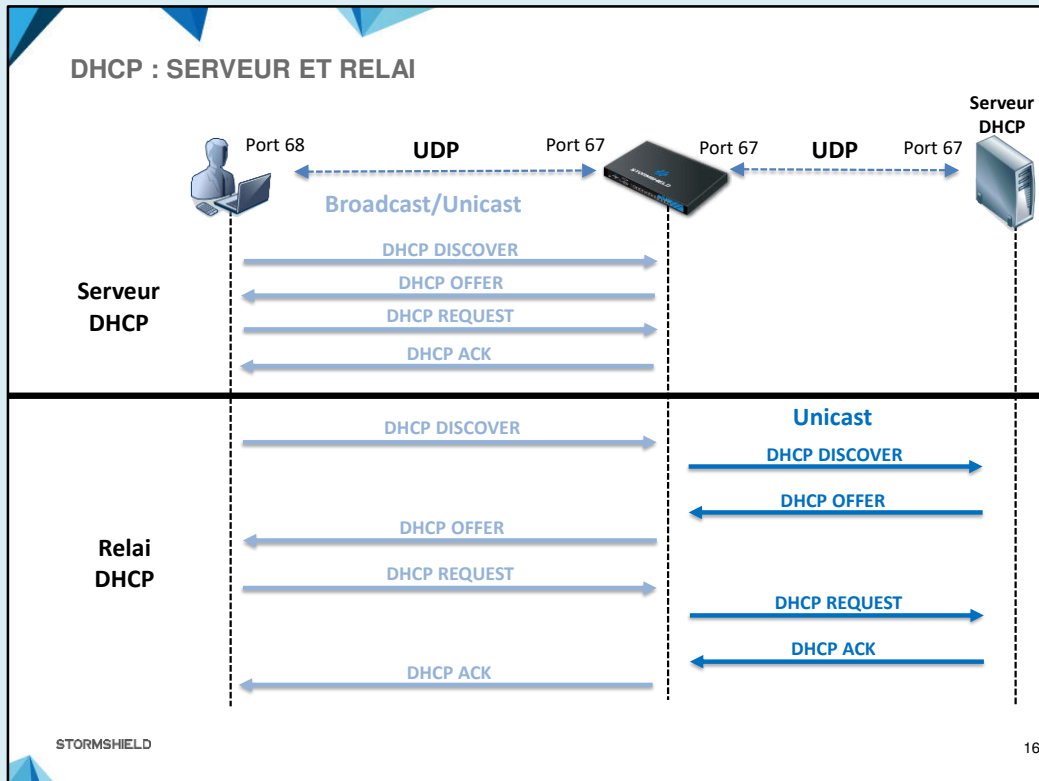 DHCP : SERVEUR ET RELAI
Serveur
DHCP
Port 68
UDP
Port 67
Port 67
UDP
Port 67
STORMSHIELD
Broadcast/Unicast
DHCP DISCOVER
DHCP OFFER
DHCP REQUEST
DHCP ACK
Serveur
DHCP
Unicast
DHCP DISCOVER
DHCP DISCOVER
DHCP OFFER
DHCP OFFER
DHCP REQUEST
DHCP REQUEST
DHCP ACK
DHCP ACK
Relai
DHCP
STORMSHIELD
16